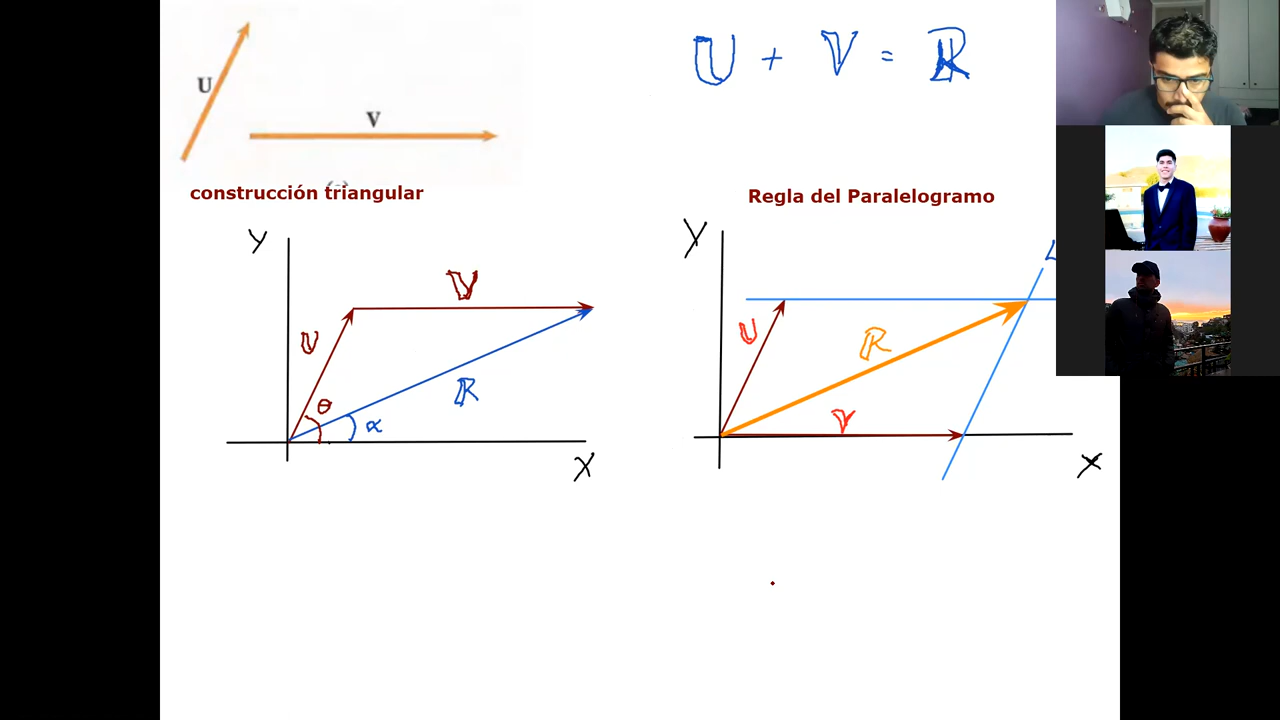 U
V
U + V = R
construcción triangular
Regla del Paralelogramo
Y
V
U
R
θ
α
X
Y
U
R
V
X